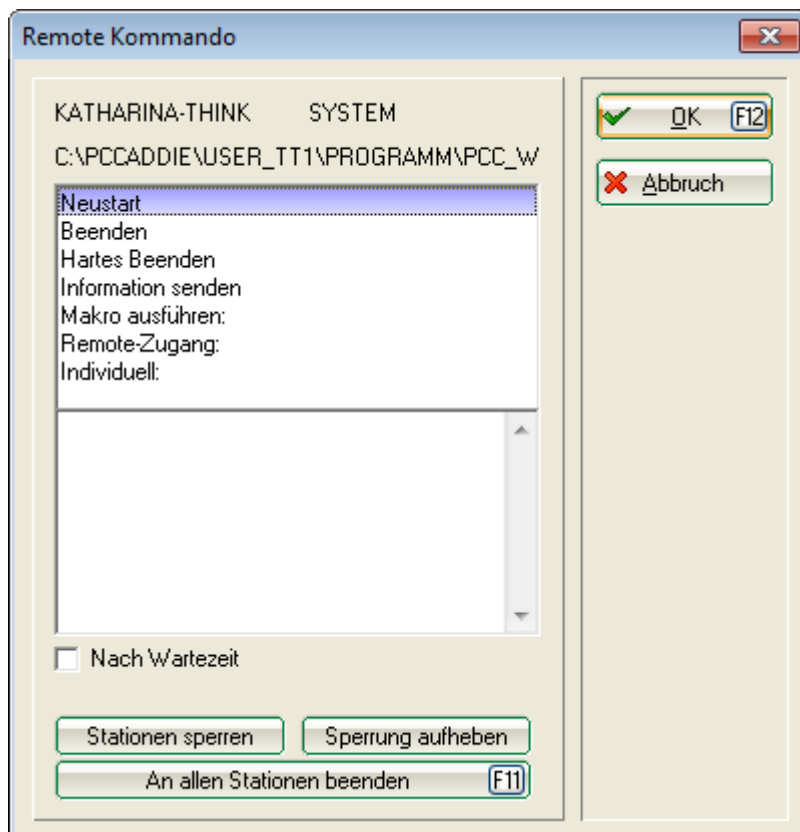 Remote Kommando
KATHARINA-THINK SYSTEM
C:\PCCADDIE\USER_TT1\PROGRAMM\PCC_W
Neustart
Beenden
Hartes Beenden
Information senden
Makro ausführen:
Remote-Zugang:
Individuell:
Nach Wartezeit
Stationen sperren
Sperrung aufheben
An allen Stationen beenden F11
OK F12
Abbruch